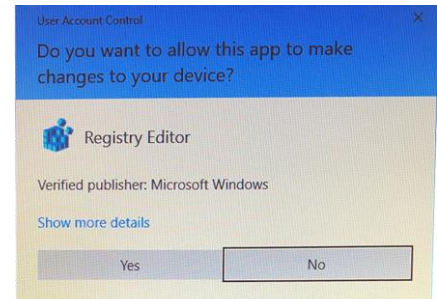 User Account Control
Do you want to allow this app to make
changes to your device?
Registry Editor
Verified publisher: Microsoft Windows
Show more details
Yes
No